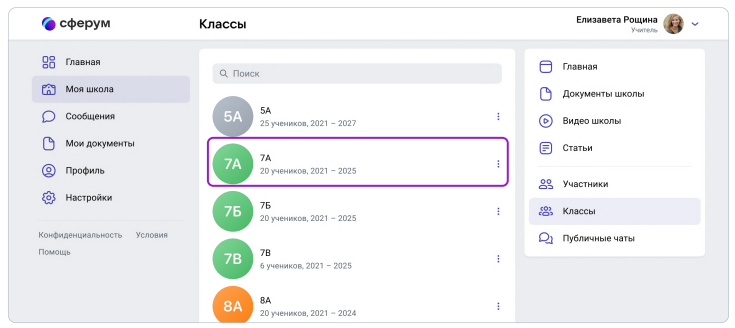 сферум
Классы
Елизавета Рощина
Учитель
Главная
Моя школа
Сообщения
Мои документы
Профиль
Настройки
Конфиденциальность Условия
Помощь
Поиск
5А
5А
25 учеников, 2021 – 2027
7А
7А
20 учеников, 2021 – 2025
7Б
7Б
20 учеников, 2021 – 2025
7В
7В
6 учеников, 2021 – 2025
8А
8А
20 учеников, 2021 – 2024
Главная
Документы школы
Видео школы
Статьи
Участники
Классы
Публичные чаты